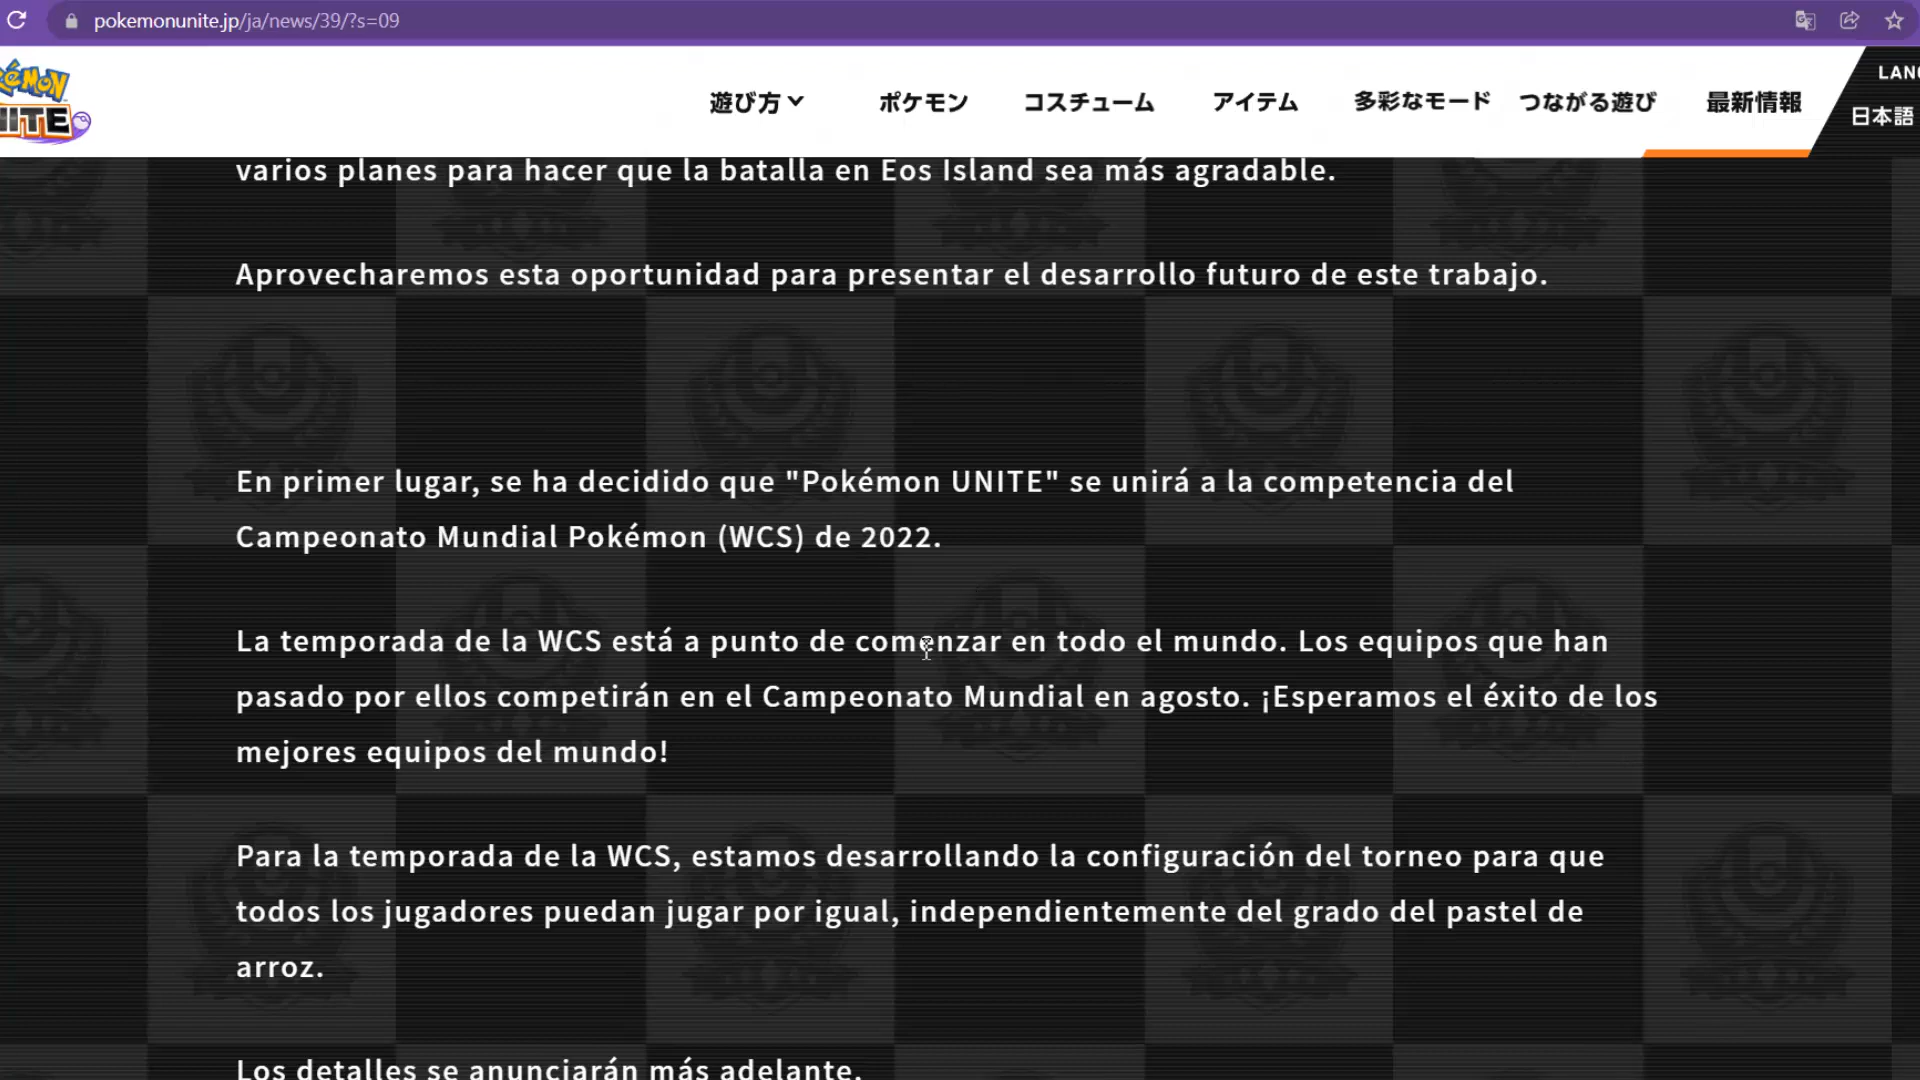 pokemonunite.jp/ja/news/39/?s=09
遊び方 ポケモン コスチューム アイテム 多彩なモード つながる遊び 最新情報
日本語
varios planes para hacer que la batalla en Eos Island sea más agradable.
Aprovecharemos esta oportunidad para presentar el desarrollo futuro de este trabajo.
En primer lugar, se ha decidido que "Pokémon UNITE" se unirá a la competencia del
Campeonato Mundial Pokémon (WCS) de 2022.
La temporada de la WCS está a punto de comenzar en todo el mundo. Los equipos que han
pasado por ellos competirán en el Campeonato Mundial en agosto. ¡Esperamos el éxito de los
mejores equipos del mundo!
Para la temporada de la WCS, estamos desarrollando la configuración del torneo para que
todos los jugadores puedan jugar por igual, independientemente del grado del pastel de
arroz.
Los detalles se anunciarán más adelante.